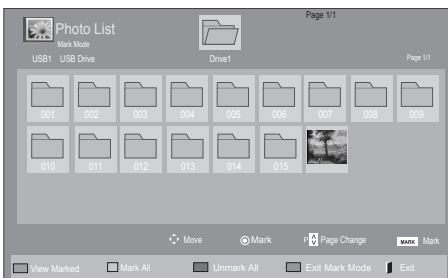 Page 1/1
Photo List
Mark Mode
USB1 USB Drive Drive1 Page 1/1
001 002 003 004 005 006 007 008 009
010 011 012 013 014 015
Move Mark P Page Change MARK Mark
View Marked Mark All Unmark All Exit Mark Mode Exit